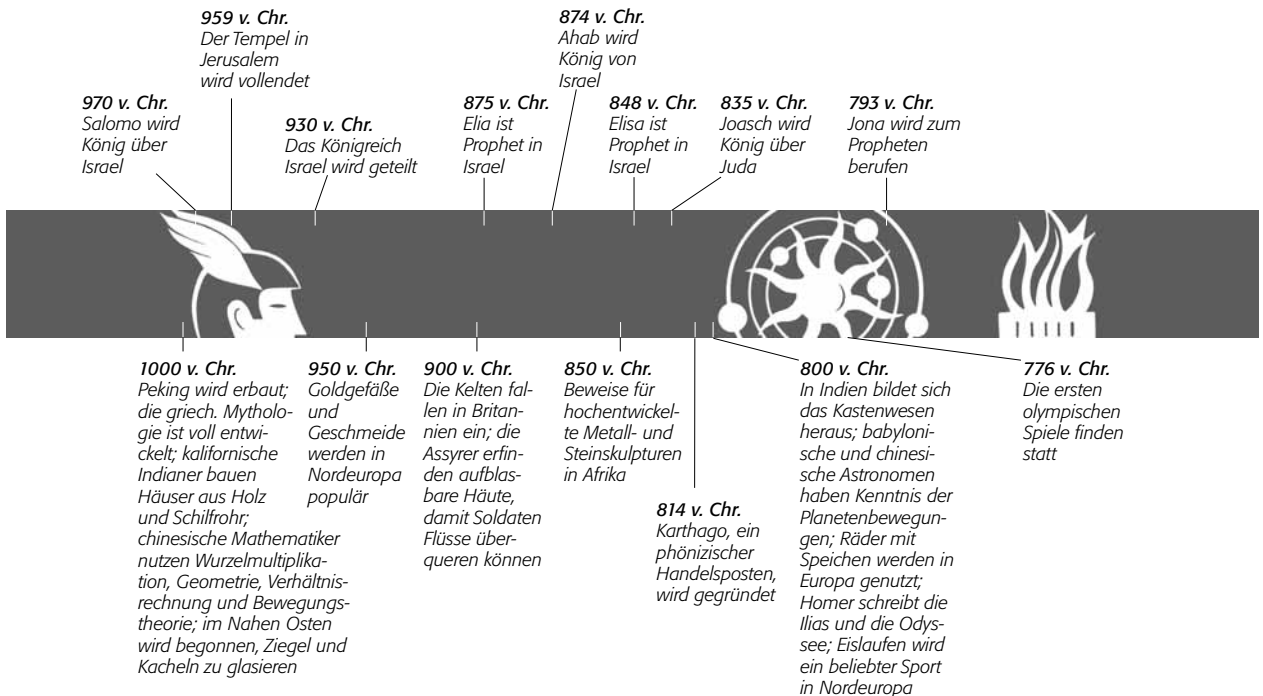 959 v. Chr.
Der Tempel in
Jerusalem
wird vollendet
874 v. Chr.
Ahab wird
König von
Israel
970 v. Chr.
Salomo wird
König über
Israel
930 v. Chr.
Das Königreich
Israel wird geteilt
875 v. Chr.
Elia ist
Prophet in
Israel
848 v. Chr.
Elisa ist
Prophet in
Israel
835 v. Chr.
Joasch wird
König über
Juda
793 v. Chr.
Jona wird zum
Propheten
berufen
1000 v. Chr.
Peking wird erbaut;
die griech. Mytholo-
gie ist voll entwi-
ckelt; kalifornische
Indianer bauen
Häuser aus Holz
und Schilfrohr;
chinesische Mathematiker
nutzen Wurzelmultiplika-
tion, Geometrie, Verhältnis-
rechnung und Bewegungs-
theorie; im Nahen Osten
wird begonnen, Ziegel und
Kacheln zu glasieren
950 v. Chr.
Goldgefäße
und
Geschmeide
werden in
Nordeuropa
populär
900 v. Chr.
Die Kelten fal-
len in Britan-
nien ein; die
Assyrer erfin-
den aufblas-
bare Häute,
damit Soldaten
Flüsse über-
queren können
850 v. Chr.
Beweise für
hochentwickel-
te Metall- und
Steinskulpturen
in Afrika
814 v. Chr.
Karthago, ein
phönizischer
Handelsposten,
wird gegründet
800 v. Chr.
In Indien bildet sich
das Kastenwesen
heraus; babyloni-
sche und chinesi-
sche Astronomen
haben Kenntnis der
Planetenbewegun-
gen; Räder mit
Speichen werden in
Europa genutzt;
Homer schreibt die
Ilias und die Odys-
see; Eislaufen wird
ein beliebter Sport
in Nordeuropa
776 v. Chr.
Die ersten
olympischen
Spiele finden
statt